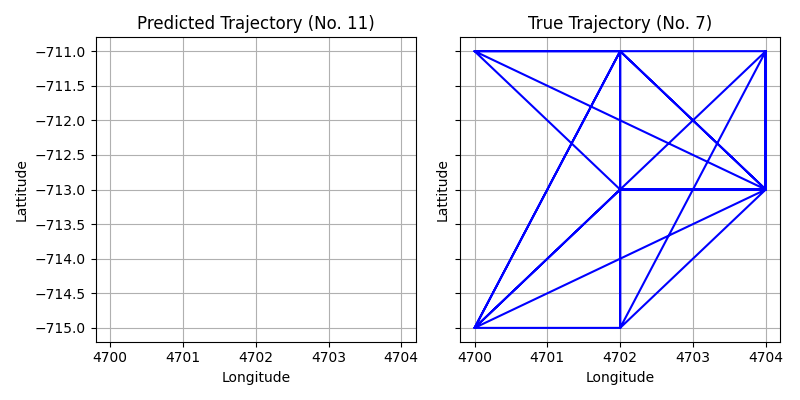 Predicted Trajectory (No. 11)
True Trajectory (No. 7)
−711.0
−711.5
−712.0
−712.5
−713.0
−713.5
−714.0
−714.5
−715.0
Lattitude
Lattitude
4700 4701 4702 4703 4704
4700 4701 4702 4703 4704
Longitude
Longitude